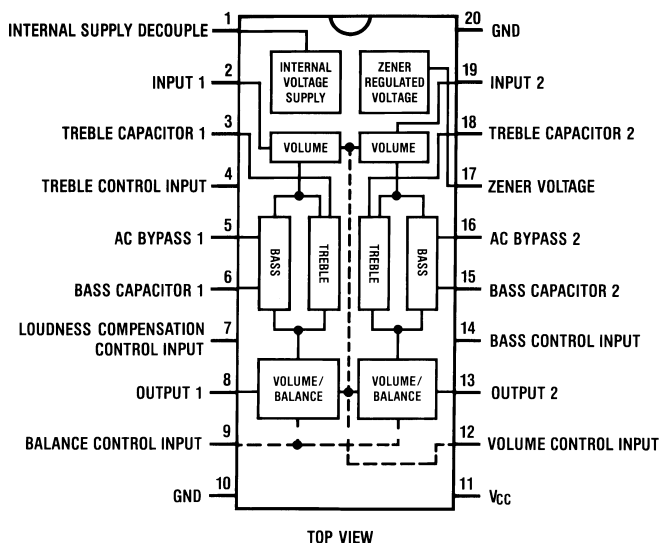 1
INTERNAL SUPPLY DECOUPLE
20
GND
INTERNAL
VOLTAGE
SUPPLY
ZENER
REGULATED
VOLTAGE
2
INPUT 1
19
INPUT 2
3
TREBLE CAPACITOR 1
18
TREBLE CAPACITOR 2
VOLUME
VOLUME
4
TREBLE CONTROL INPUT
17
ZENER VOLTAGE
5
AC BYPASS 1
16
AC BYPASS 2
BASS
TREBLE
TREBLE
BASS
6
BASS CAPACITOR 1
15
BASS CAPACITOR 2
7
LOUDNESS COMPENSATION
CONTROL INPUT
14
BASS CONTROL INPUT
8
OUTPUT 1
VOLUME/
BALANCE
VOLUME/
BALANCE
13
OUTPUT 2
9
BALANCE CONTROL INPUT
12
VOLUME CONTROL INPUT
10
GND
11
VCC
TOP VIEW